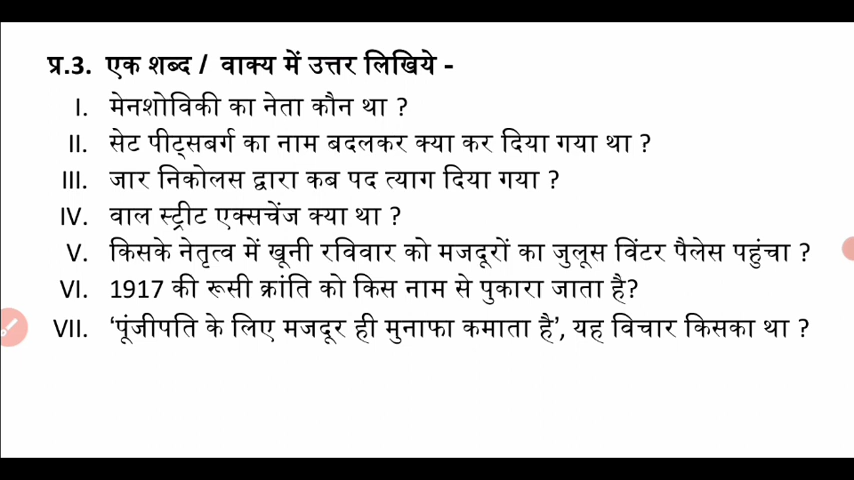 प्र.3. एक शब्द / वाक्य में उत्तर लिखिये -
I. मेनशोविकी का नेता कौन था ?
II. सेट पीट्सबर्ग का नाम बदलकर क्या कर दिया गया था ?
III. जार निकोलस द्वारा कब पद त्याग दिया गया ?
IV. वाल स्ट्रीट एक्सचेंज क्या था ?
V. किसके नेतृत्व में खूनी रविवार को मजदूरों का जुलूस विंटर पैलेस पहुंचा ?
VI. 1917 की रूसी क्रांति को किस नाम से पुकारा जाता है?
VII. ‘पूंजीपति के लिए मजदूर ही मुनाफा कमाता है’, यह विचार किसका था ?